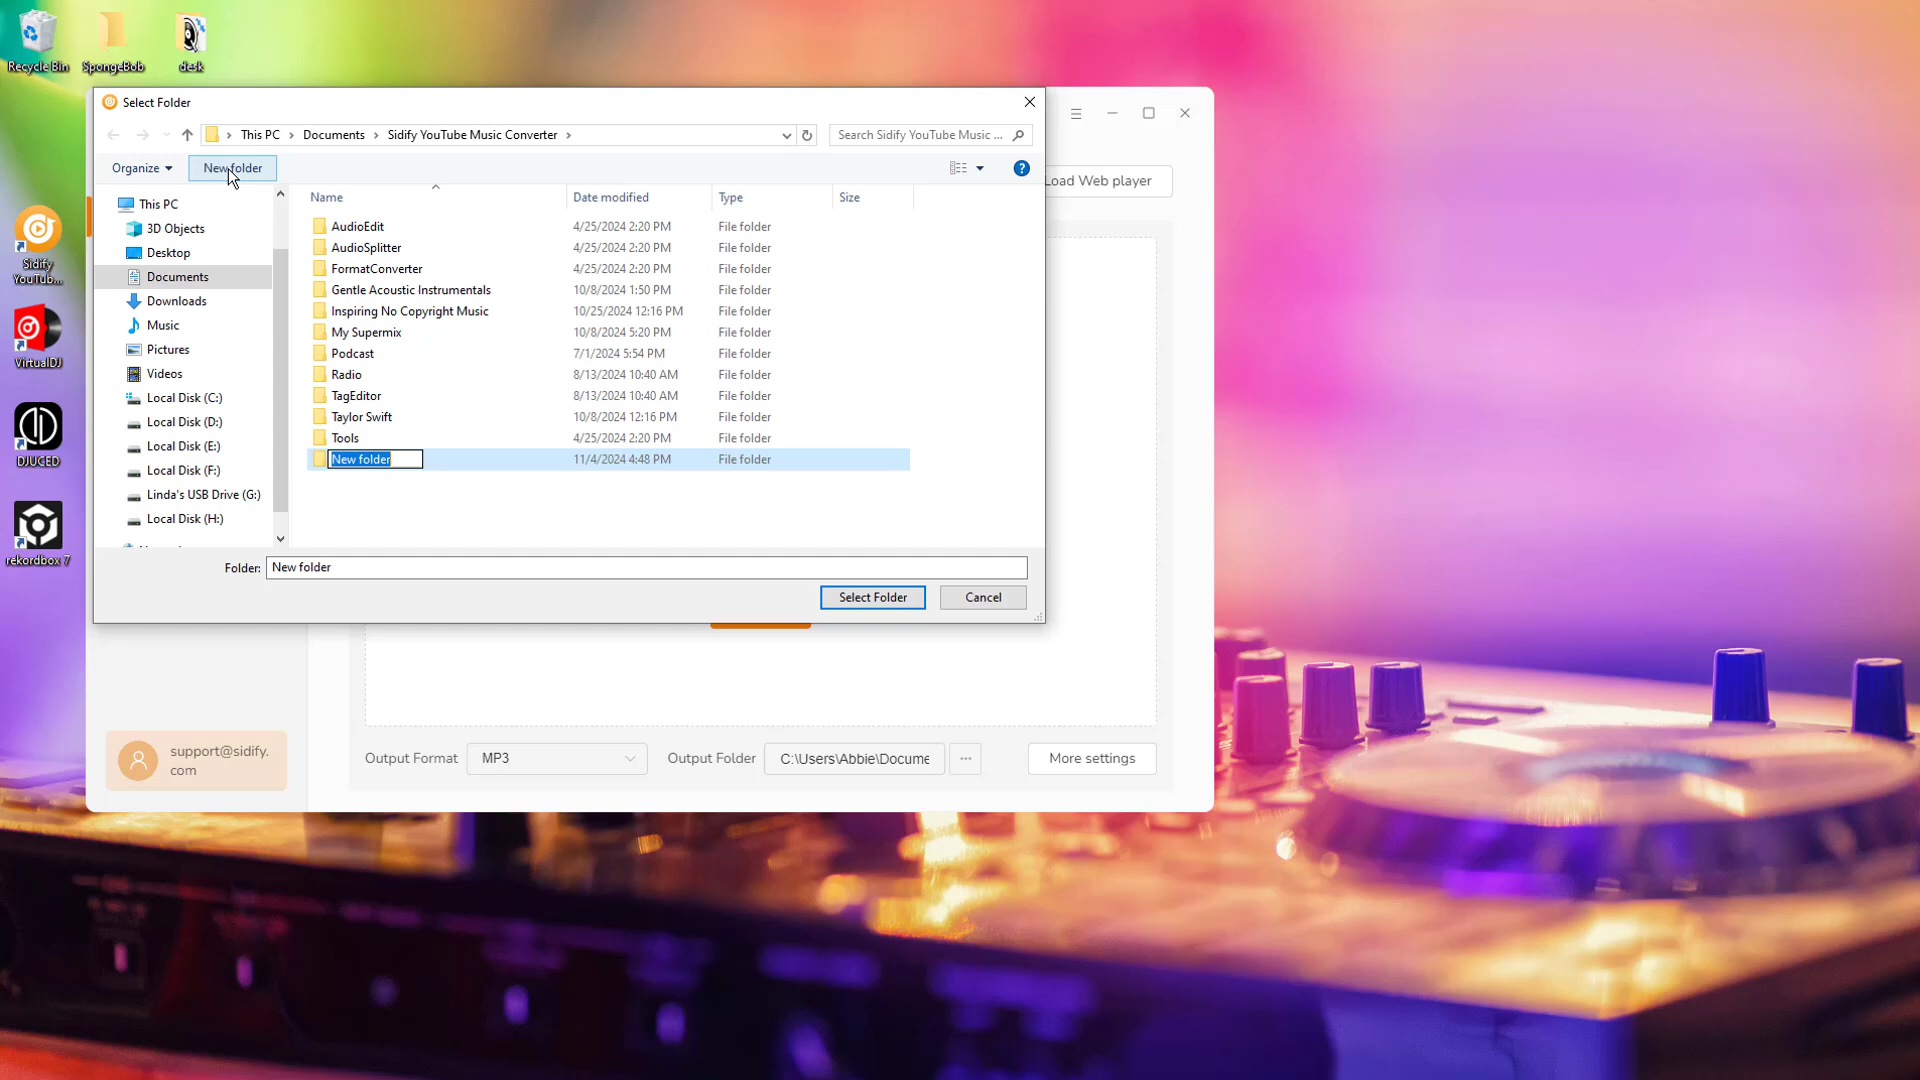 Recycle Bin
SpongeBob
desk
Sidify
YouTub...
VirtualDJ
DJUCED
rekordbox 7
Select Folder
This PC > Documents > Sidify YouTube Music Converter >
Search Sidify YouTube Music ...
Organize
New folder
This PC
3D Objects
Desktop
Documents
Downloads
Music
Pictures
Videos
Local Disk (C:)
Local Disk (D:)
Local Disk (E:)
Local Disk (F:)
Linda's USB Drive (G:)
Local Disk (H:)
Name Date modified Type Size
AudioEdit 4/25/2024 2:20 PM File folder
AudioSplitter 4/25/2024 2:20 PM File folder
FormatConverter 4/25/2024 2:20 PM File folder
Gentle Acoustic Instrumentals 10/8/2024 1:50 PM File folder
Inspiring No Copyright Music 10/25/2024 12:16 PM File folder
My Supermix 10/8/2024 5:20 PM File folder
Podcast 7/1/2024 5:54 PM File folder
Radio 8/13/2024 10:40 AM File folder
TagEditor 8/13/2024 10:40 AM File folder
Taylor Swift 10/8/2024 12:16 PM File folder
Tools 4/25/2024 2:20 PM File folder
New folder 11/4/2024 4:48 PM File folder
Folder: New folder
Select Folder
Cancel
Load Web player
support@sidify.
com
Output Format MP3
Output Folder C:\Users\Abbie\Docume ...
More settings